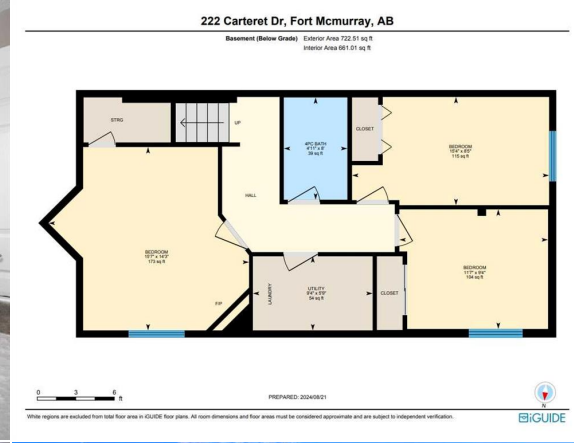 222 Carteret Dr, Fort Mcmurray, AB
Basement (Below Grade) Exterior Area 722.51 sq ft
Interior Area 661.01 sq ft
STRG
UP
4PC BATH
4'11" x 8'
39 sq ft
CLOSET
BEDROOM
15'4" x 8'5"
115 sq ft
HALL
BEDROOM
15'7" x 14'3"
173 sq ft
F/P
LAUNDRY
UTILITY
9'4" x 5'9"
54 sq ft
CLOSET
BEDROOM
11'7" x 9'4"
104 sq ft
0 3 6
ft
PREPARED: 2024/08/21
N
White regions are excluded from total floor area in iGUIDE floor plans. All room dimensions and floor areas must be considered approximate and are subject to independent verification.
iGUIDE